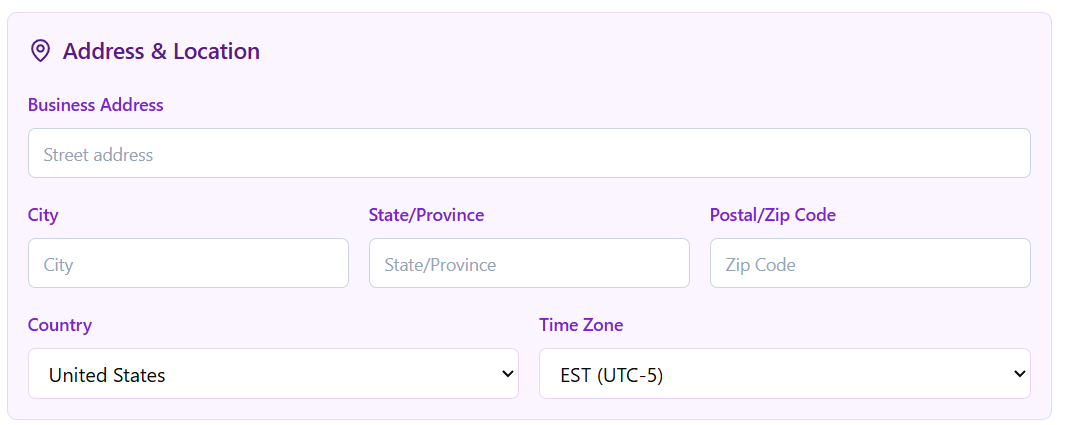 Address & Location
Business Address
Street address
City State/Province Postal/Zip Code
City State/Province Zip Code
Country Time Zone
United States EST (UTC-5)